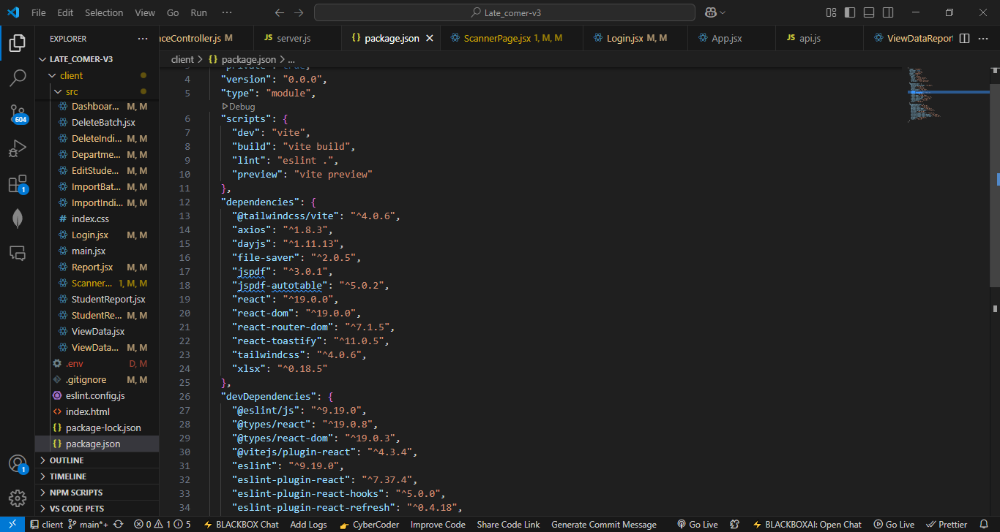 File Edit Selection View Go Run ··· Late_comer-v3
EXPLORER ···
LATE_COMER-V3
client
src
Dashboar... M, M
DeleteBatch.jsx
DeleteIndi... M, M
Departme... M, M
EditStude... M, M
ImportBat... M, M
ImportIndi... M, M
# index.css
Login.jsx M, M
main.jsx
Report.jsx M, M
Scanner... 1, M, M
StudentReport.jsx
StudentRe... M, M
ViewData.jsx
ViewData... M, M
.env D, M
.gitignore M, M
eslint.config.js
<> index.html
{} package-lock.json
{} package.json
OUTLINE
TIMELINE
NPM SCRIPTS
VS CODE PETS
604
1
1
nceController.js M JS server.js {} package.json ScannerPage.jsx 1, M, M Login.jsx M, M App.jsx JS api.js ViewDataReport ···
client > {} package.json > ...
3 "private": true,
4 "version": "0.0.0",
5 "type": "module",
Debug
6 "scripts": {
7 "dev": "vite",
8 "build": "vite build",
9 "lint": "eslint .",
10 "preview": "vite preview"
11 },
12 "dependencies": {
13 "@tailwindcss/vite": "^4.0.6",
14 "axios": "^1.8.3",
15 "dayjs": "^1.11.13",
16 "file-saver": "^2.0.5",
17 "jspdf": "^3.0.1",
18 "jspdf-autotable": "^5.0.2",
19 "react": "^19.0.0",
20 "react-dom": "^19.0.0",
21 "react-router-dom": "^7.1.5",
22 "react-toastify": "^11.0.5",
23 "tailwindcss": "^4.0.6",
24 "xlsx": "^0.18.5"
25 },
26 "devDependencies": {
27 "@eslint/js": "^9.19.0",
28 "@types/react": "^19.0.8",
29 "@types/react-dom": "^19.0.3",
30 "@vitejs/plugin-react": "^4.3.4",
31 "eslint": "^9.19.0",
32 "eslint-plugin-react": "^7.37.4",
33 "eslint-plugin-react-hooks": "^5.0.0",
34 "eslint-plugin-react-refresh": "^0.4.18",
client main*+ 0 1 5 BLACKBOX Chat Add Logs CyberCoder Improve Code Share Code Link Generate Commit Message Go Live BLACKBOXAI: Open Chat Go Live Prettier